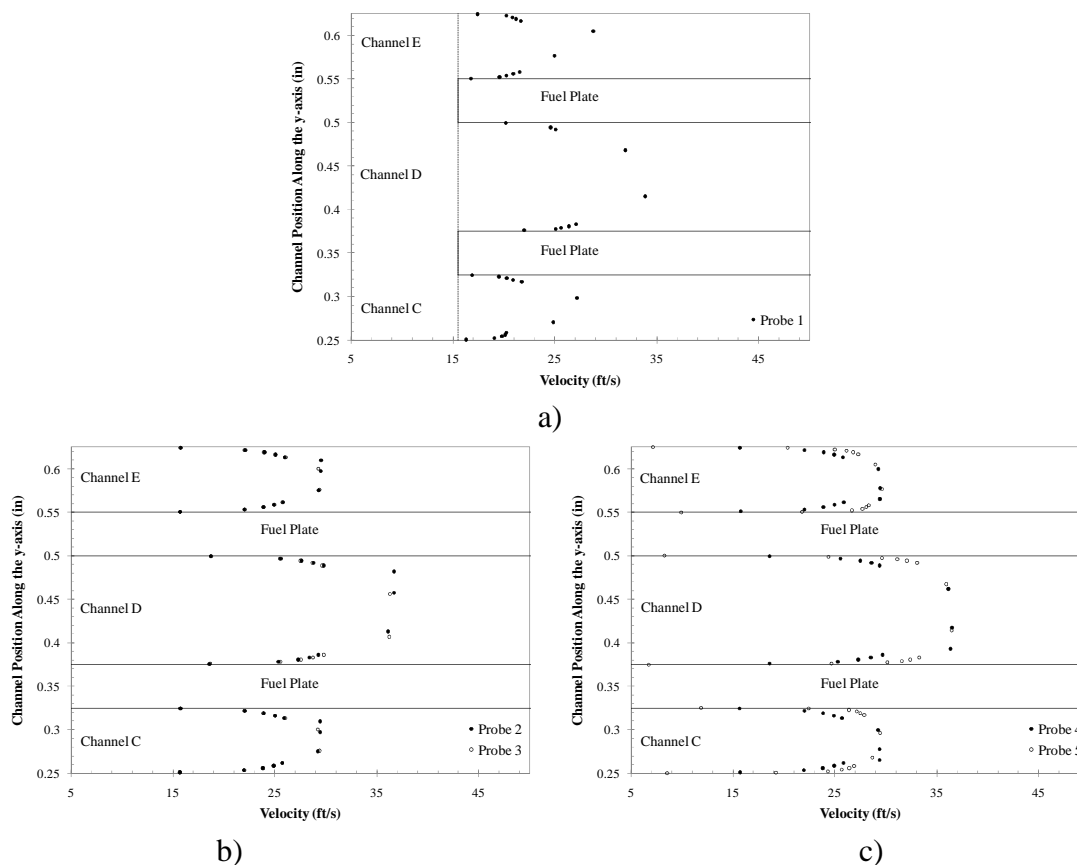 Channel Position Along the y-axis (in)
0.6
0.55
0.5
0.45
0.4
0.35
0.3
0.25
Channel E
Fuel Plate
Channel D
Fuel Plate
Channel C
Probe 1
5 15 25 35 45
Velocity (ft/s)
a)
Channel Position Along the y-axis (in)
0.6
0.55
0.5
0.45
0.4
0.35
0.3
0.25
Channel E
Fuel Plate
Channel D
Fuel Plate
Channel C
Probe 2
Probe 3
5 15 25 35 45
Velocity (ft/s)
b)
Channel Position Along the y-axis (in)
0.6
0.55
0.5
0.45
0.4
0.35
0.3
0.25
Channel E
Fuel Plate
Channel D
Fuel Plate
Channel C
Probe 4
Probe 5
5 15 25 35 45
Velocity (ft/s)
c)